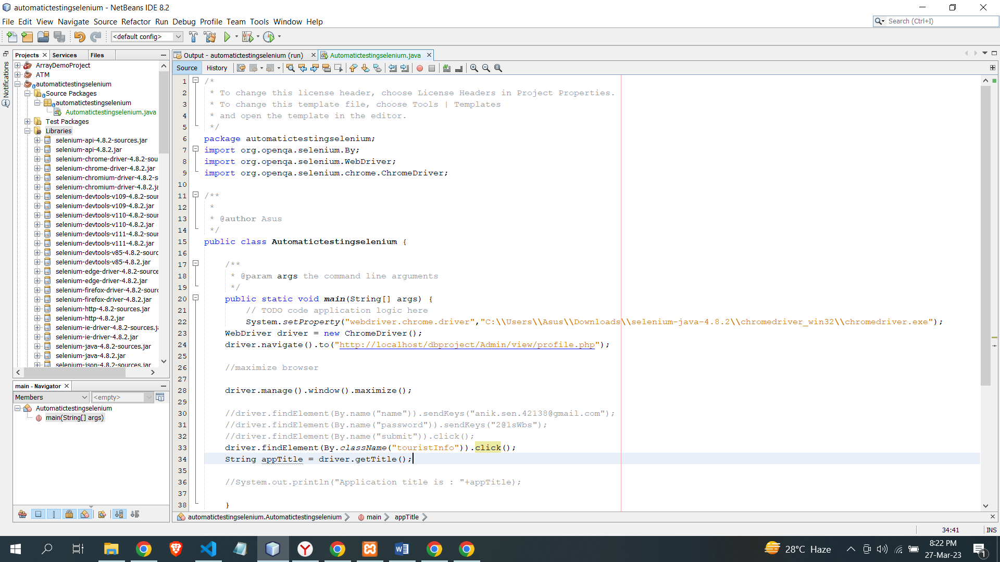 automatictestingselenium - NetBeans IDE 8.2
File Edit View Navigate Source Refactor Run Debug Profile Team Tools Window Help
Search (Ctrl+I)
<default config>
Projects Services Files
Notifications
ArrayDemoProject
ATM
automatictestingselenium
Source Packages
automatictestingselenium
Automatictestingselenium.java
Test Packages
Libraries
selenium-api-4.8.2-sources.jar
selenium-api-4.8.2.jar
selenium-chrome-driver-4.8.2-sou
selenium-chrome-driver-4.8.2.jar
selenium-chromium-driver-4.8.2-s
selenium-chromium-driver-4.8.2.ja
selenium-devtools-v109-4.8.2-sour
selenium-devtools-v109-4.8.2.jar
selenium-devtools-v110-4.8.2-sour
selenium-devtools-v110-4.8.2.jar
selenium-devtools-v111-4.8.2-sour
selenium-devtools-v111-4.8.2.jar
selenium-devtools-v85-4.8.2-sourc
selenium-devtools-v85-4.8.2.jar
selenium-edge-driver-4.8.2-source
selenium-edge-driver-4.8.2.jar
selenium-firefox-driver-4.8.2-sourc
selenium-firefox-driver-4.8.2.jar
selenium-http-4.8.2-sources.jar
selenium-http-4.8.2.jar
selenium-ie-driver-4.8.2-sources.ja
selenium-ie-driver-4.8.2.jar
selenium-java-4.8.2-sources.jar
selenium-java-4.8.2.jar
selenium-json-4.8.2-sources.jar
main - Navigator
Members <empty>
Automatictestingselenium
main(String[] args)
Output - automatictestingselenium (run) Automatictestingselenium.java
Source History
1 /*
2 * To change this license header, choose License Headers in Project Properties.
3 * To change this template file, choose Tools | Templates
4 * and open the template in the editor.
5 */
6 package automatictestingselenium;
7 import org.openqa.selenium.By;
8 import org.openqa.selenium.WebDriver;
9 import org.openqa.selenium.chrome.ChromeDriver;
10
11 /**
12 *
13 * @author Asus
14 */
15 public class Automatictestingselenium {
16
17 /**
18 * @param args the command line arguments
19 */
20 public static void main(String[] args) {
21 // TODO code application logic here
22 System.setProperty("webdriver.chrome.driver","C:\\Users\\Asus\\Downloads\\selenium-java-4.8.2\\chromedriver_win32\\chromedriver.exe");
23 WebDriver driver = new ChromeDriver();
24 driver.navigate().to("http://localhost/dbproject/Admin/view/profile.php");
25
26 //maximize browser
27
28 driver.manage().window().maximize();
29
30 //driver.findElement(By.name("name")).sendKeys("anik.sen.42138@gmail.com");
31 //driver.findElement(By.name("password")).sendKeys("2@1sWbs");
32 //driver.findElement(By.name("submit")).click();
33 driver.findElement(By.className("touristInfo")).click();
34 String appTitle = driver.getTitle();
35
36 //System.out.println("Application title is : "+appTitle);
37
38 }
automatictestingselenium.Automatictestingselenium main appTitle
34:41 INS
28°C Haze
8:22 PM
27-Mar-23
1